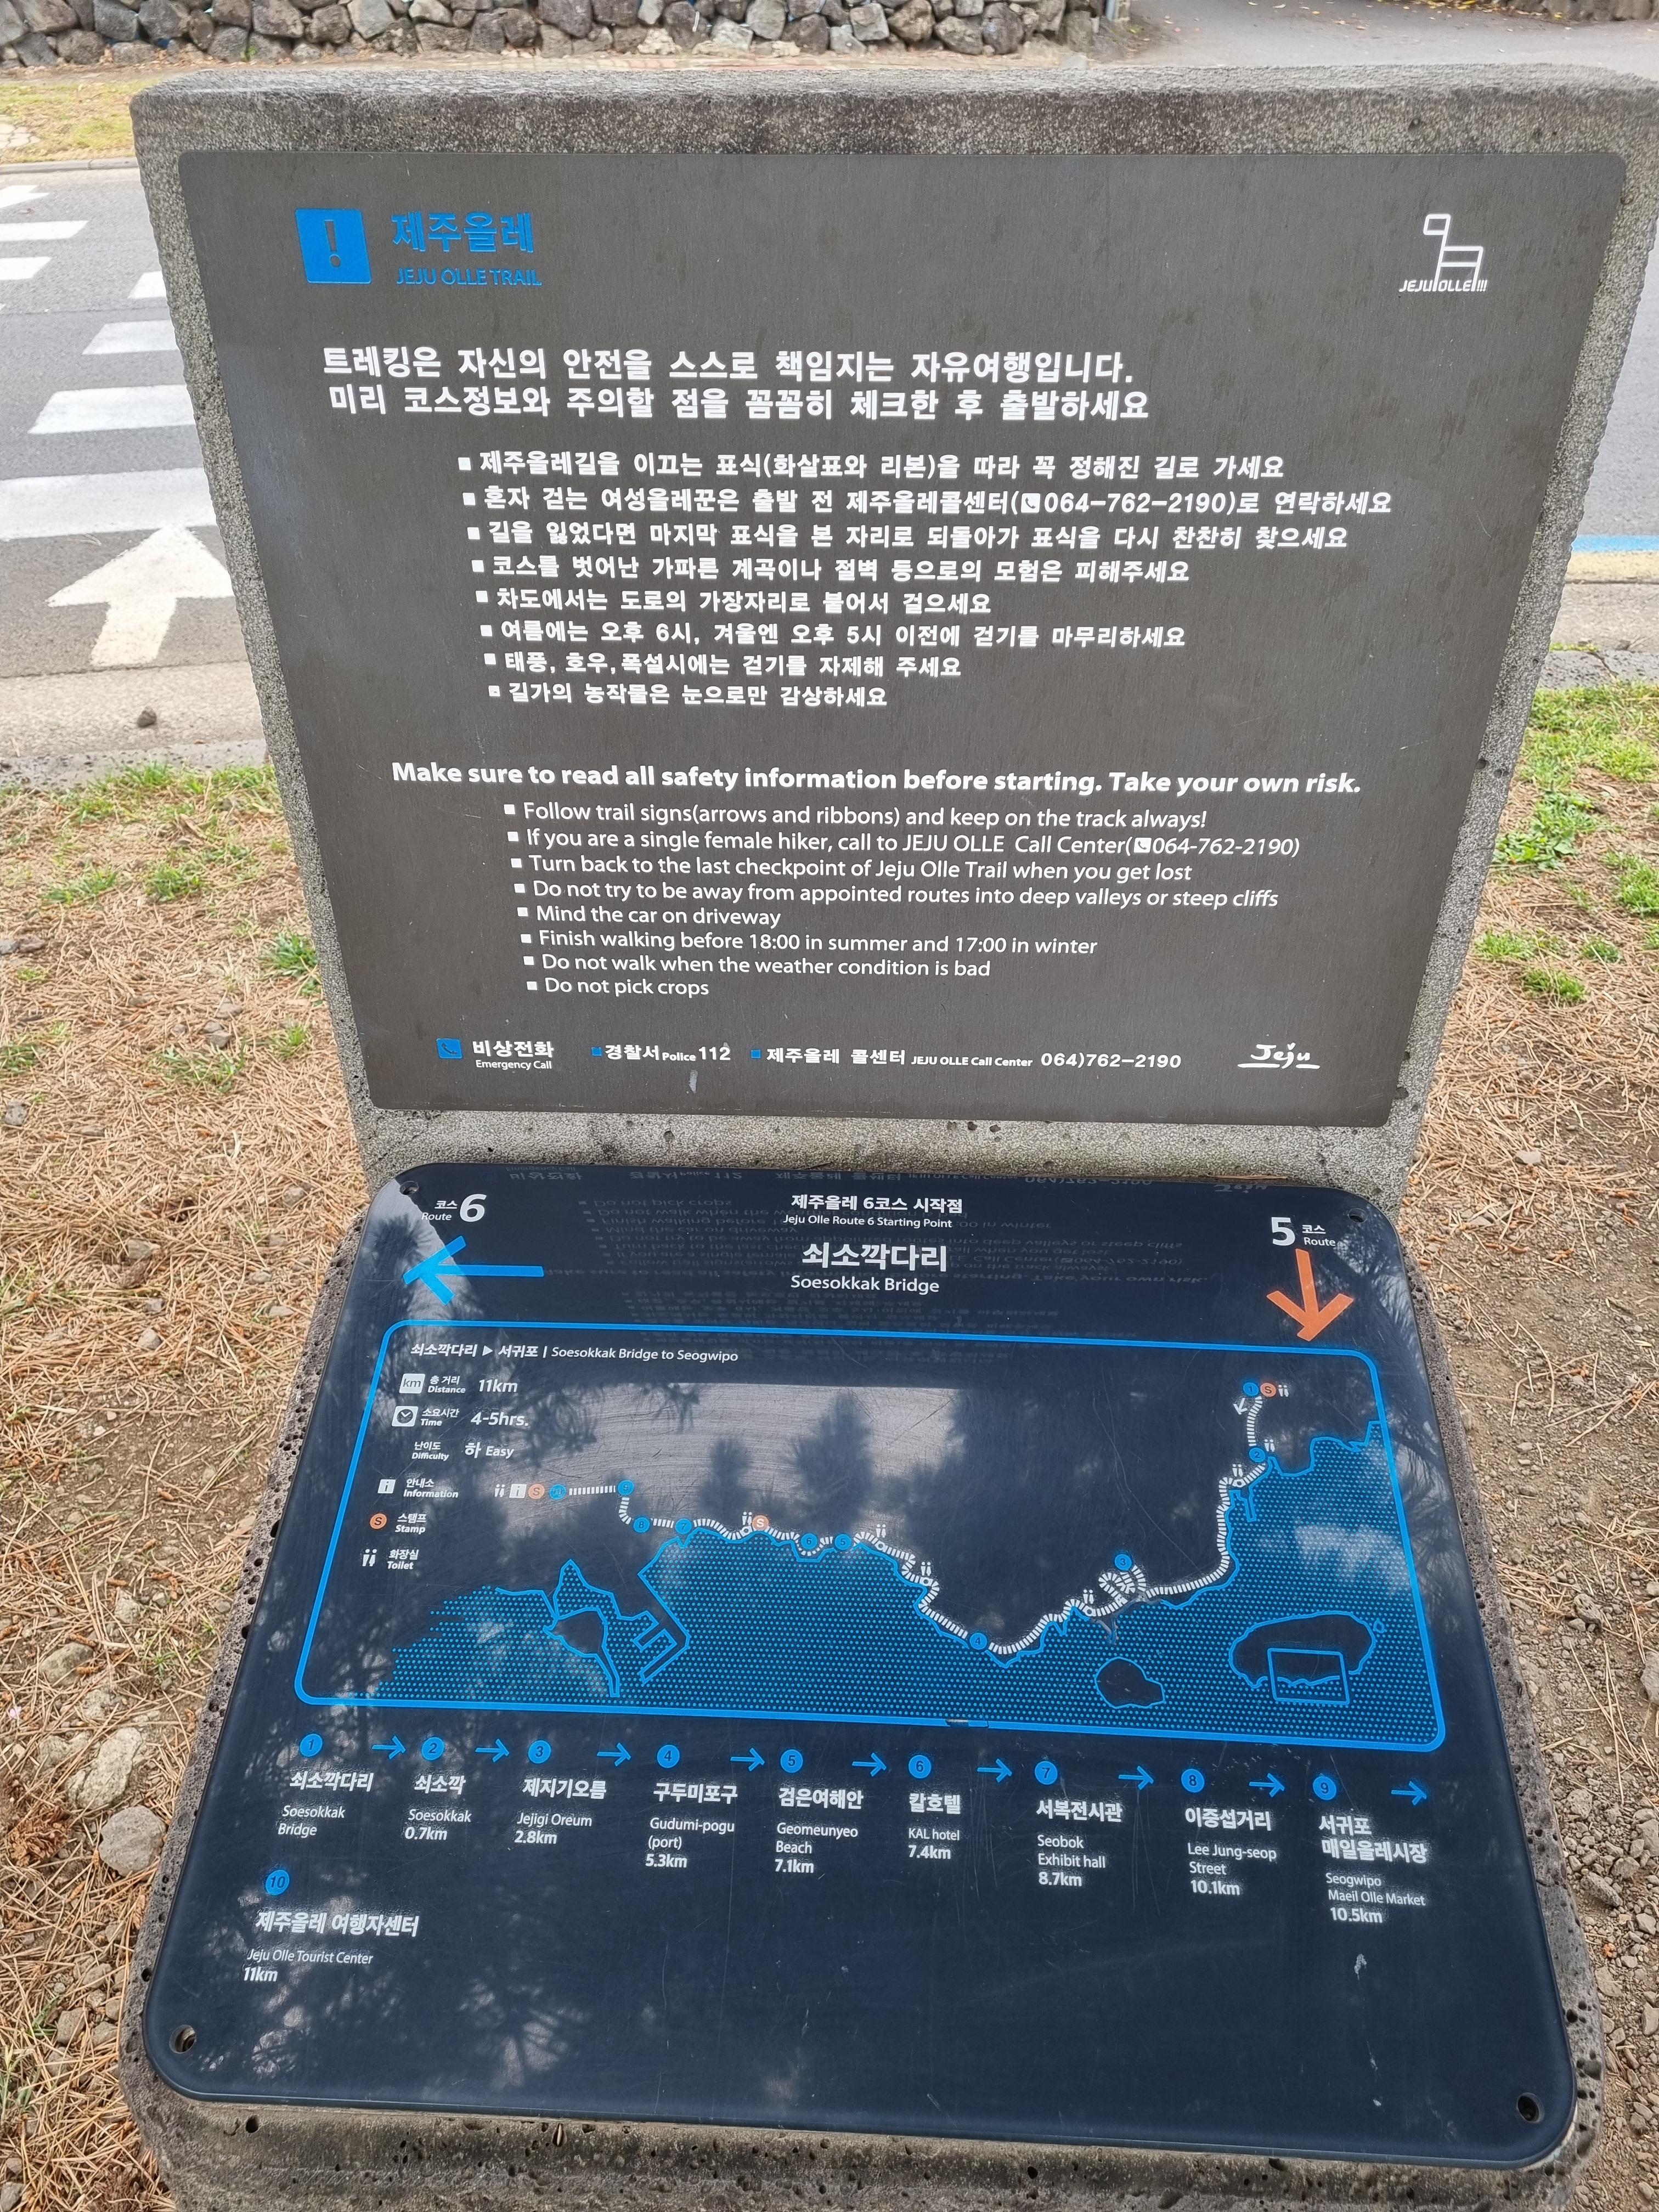 !
제주올레
JEJU OLLE TRAIL
JEJU OLLE!!!
트레킹은 자신의 안전을 스스로 책임지는 자유여행입니다.
미리 코스정보와 주의할 점을 꼼꼼히 체크한 후 출발하세요
제주올레길을 이끄는 표식(화살표와 리본)을 따라 꼭 정해진 길로 가세요
혼자 걷는 여성올레꾼은 출발 전 제주올레콜센터(064-762-2190)로 연락하세요
길을 잃었다면 마지막 표식을 본 자리로 되돌아가 표식을 다시 찬찬히 찾으세요
코스를 벗어난 가파른 계곡이나 절벽 등으로의 모험은 피해주세요
차도에서는 도로의 가장자리로 붙어서 걸으세요
여름에는 오후 6시, 겨울엔 오후 5시 이전에 걷기를 마무리하세요
태풍, 호우, 폭설시에는 걷기를 자제해 주세요
길가의 농작물은 눈으로만 감상하세요
Make sure to read all safety information before starting. Take your own risk.
Follow trail signs(arrows and ribbons) and keep on the track always!
If you are a single female hiker, call to JEJU OLLE Call Center(064-762-2190)
Turn back to the last checkpoint of Jeju Olle Trail when you get lost
Do not try to be away from appointed routes into deep valleys or steep cliffs
Mind the car on driveway
Finish walking before 18:00 in summer and 17:00 in winter
Do not walk when the weather condition is bad
Do not pick crops
비상전화
Emergency Call
경찰서 Police 112 제주올레 콜센터 JEJU OLLE Call Center 064)762-2190
Jeju
코스 6
Route
제주올레 6코스 시작점
Jeju Olle Route 6 Starting Point
쇠소깍다리
Soesokkak Bridge
5 코스
Route
쇠소깍다리 ▶ 서귀포 | Soesokkak Bridge to Seogwipo
km 총 거리 Distance 11km
소요시간 Time 4-5hrs.
난이도 Difficulty 하 Easy
i 안내소 Information
S 스탬프 Stamp
화장실 Toilet
1 S
2
3
4
5
6
S
7
8
9
10 S i
1 쇠소깍다리
Soesokkak
Bridge
2 쇠소깍
Soesokkak
0.7km
3 제지기오름
Jejigi Oreum
2.8km
4 구두미포구
Gudumi-pogu
(port)
5.3km
5 검은여해안
Geomeunyeo
Beach
7.1km
6 칼호텔
KAL hotel
7.4km
7 서복전시관
Seobok
Exhibit hall
8.7km
8 이중섭거리
Lee Jung-seop
Street
10.1km
9 서귀포
매일올레시장
Seogwipo
Maeil Olle Market
10.5km
10
제주올레 여행자센터
Jeju Olle Tourist Center
11km